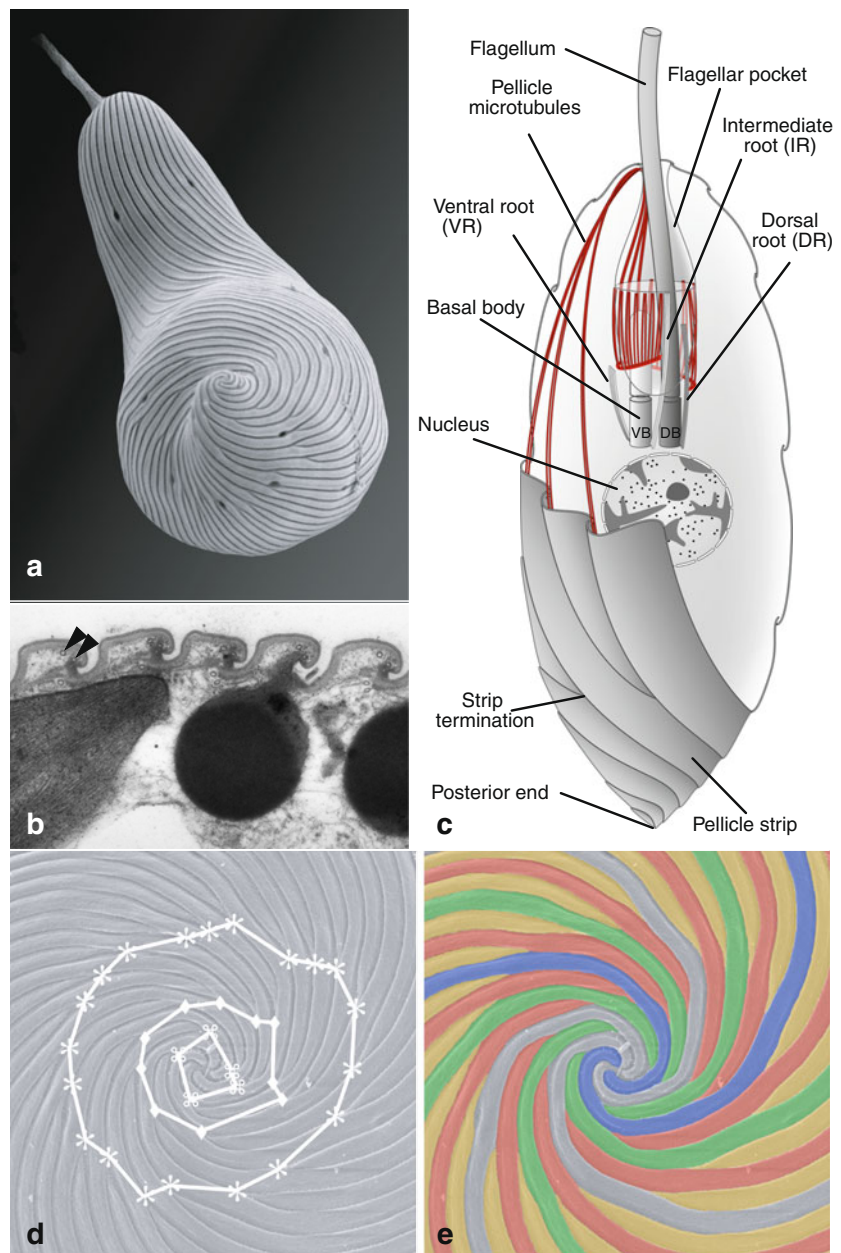 a
Flagellum
Flagellar pocket
Pellicle
microtubules
Intermediate
root (IR)
Ventral root
(VR)
Dorsal
root (DR)
Basal body
VB DB
Nucleus
b
Strip
termination
Posterior end
c
Pellicle strip
d
e